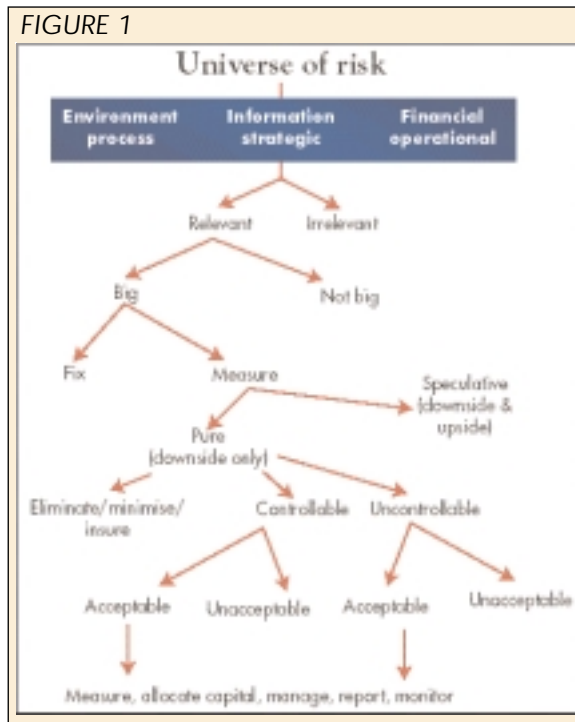 FIGURE 1
Universe of risk
Environment process
Information strategic
Financial operational
Relevant
Irrelevant
Big
Not big
Fix
Measure
Speculative
(downside &
upside)
Pure
(downside only)
Eliminate/minimise/
insure
Controllable
Uncontrollable
Acceptable
Unacceptable
Acceptable
Unacceptable
Measure, allocate capital, manage, report, monitor